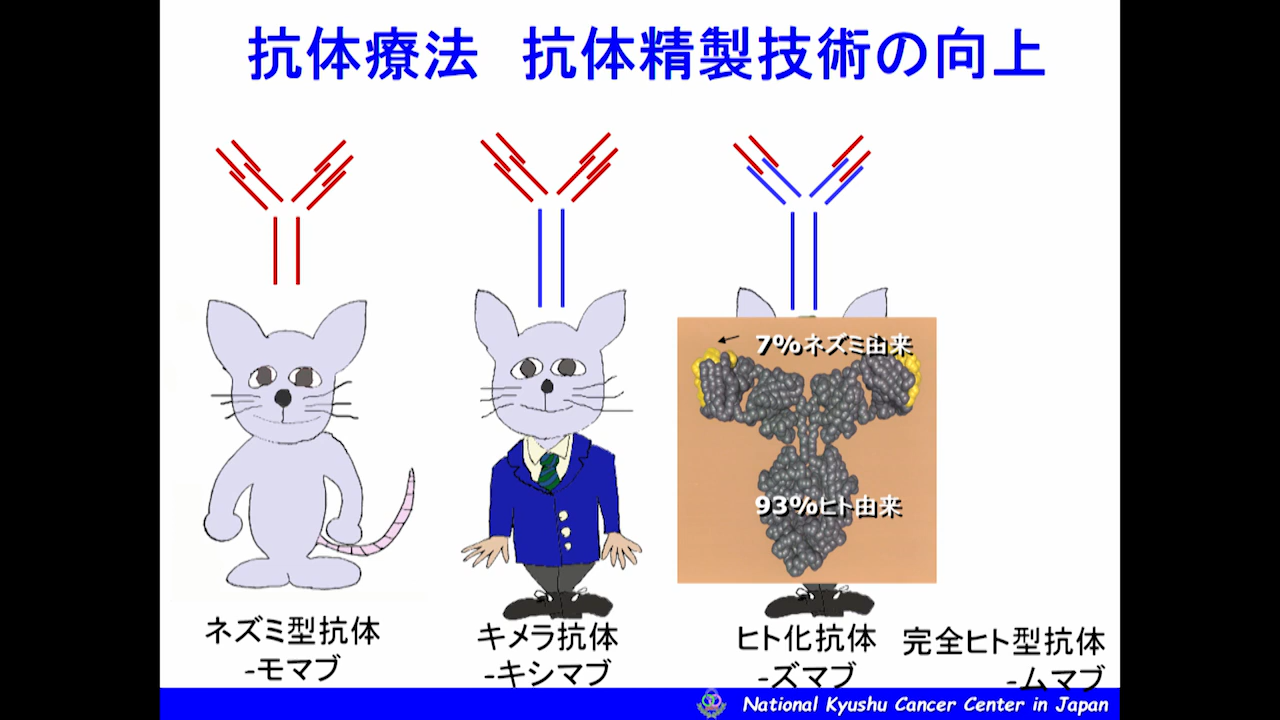 抗体療法　抗体精製技術の向上
7%ネズミ由来
93%ヒト由来
ネズミ型抗体
-モマブ
キメラ抗体
-キシマブ
ヒト化抗体
-ズマブ
完全ヒト型抗体
-ムマブ
National Kyushu Cancer Center in Japan